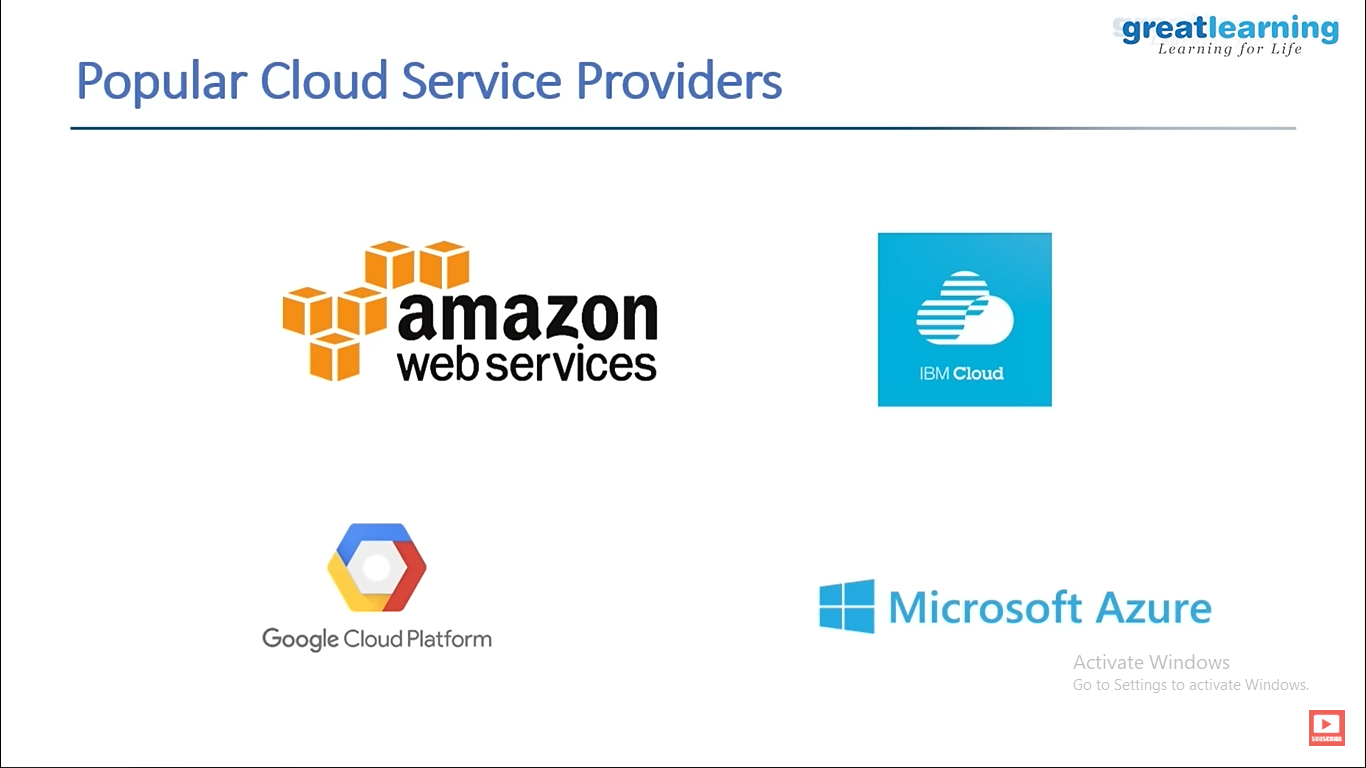 greatlearning
Learning for Life
Popular Cloud Service Providers
amazon
web services
IBM Cloud
Google Cloud Platform
Microsoft Azure
Activate Windows
Go to Settings to activate Windows.
SUBSCRIBE